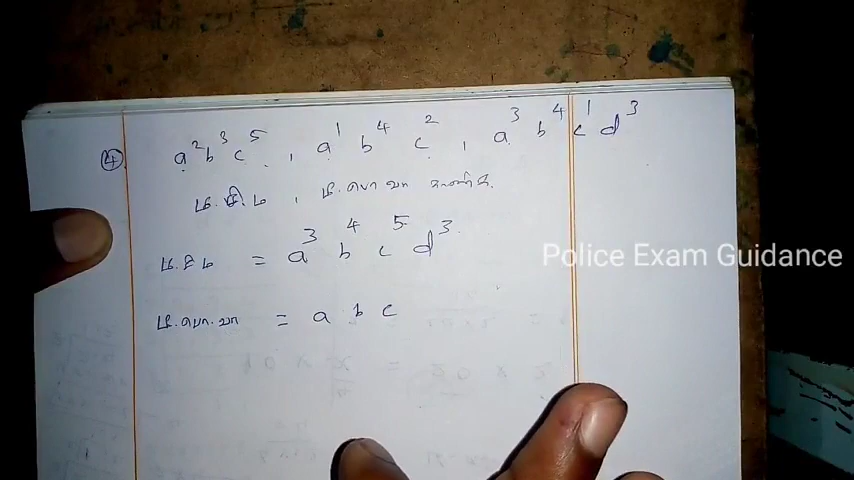 ④ a²b³c⁵, a¹b⁴c², a³b⁴c¹d³
ம.சி.ம, ம.பொ.வா காண்க.
ம.சி.ம = a³b⁴c⁵d³
Police Exam Guidance
ம.பொ.வா = a b c